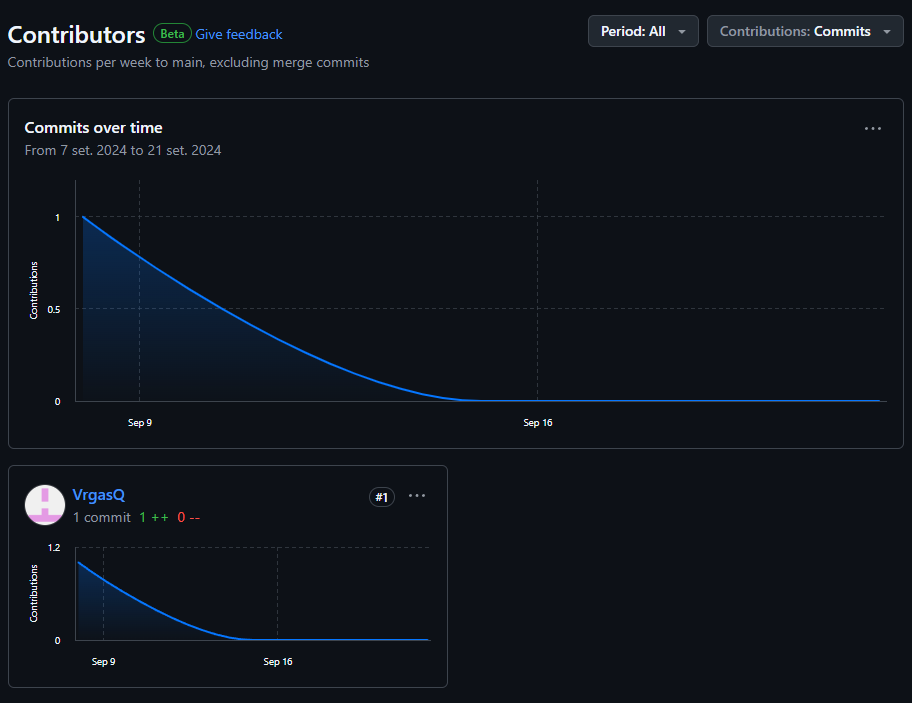 Contributors Beta Give feedback
Period: All
Contributions: Commits
Contributions per week to main, excluding merge commits
Commits over time
From 7 set. 2024 to 21 set. 2024
Contributions
1
0.5
0
Sep 9
Sep 16
VrgasQ
#1
1 commit 1 ++ 0 --
Contributions
1.2
0
Sep 9
Sep 16